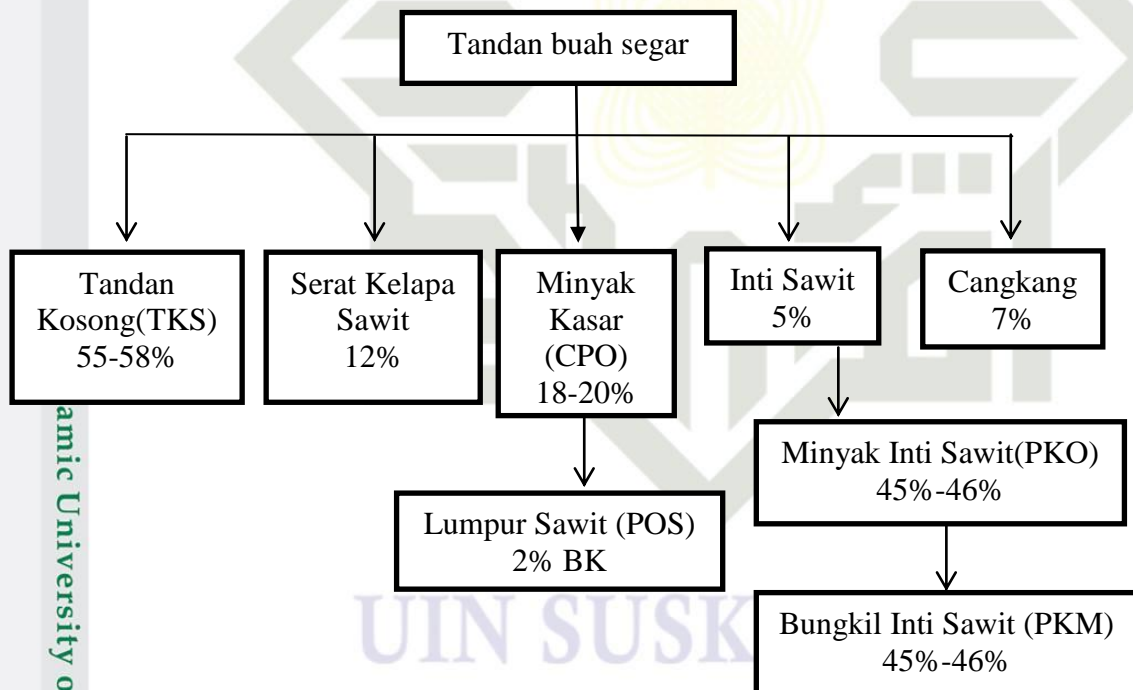 Tandan buah segar
Tandan
Kosong(TKS)
55-58%
Serat Kelapa
Sawit
12%
Minyak
Kasar
(CPO)
18-20%
Inti Sawit
5%
Cangkang
7%
Minyak Inti Sawit(PKO)
45%-46%
Lumpur Sawit (POS)
2% BK
Bungkil Inti Sawit (PKM)
45%-46%
UIN SUSK
amic University o